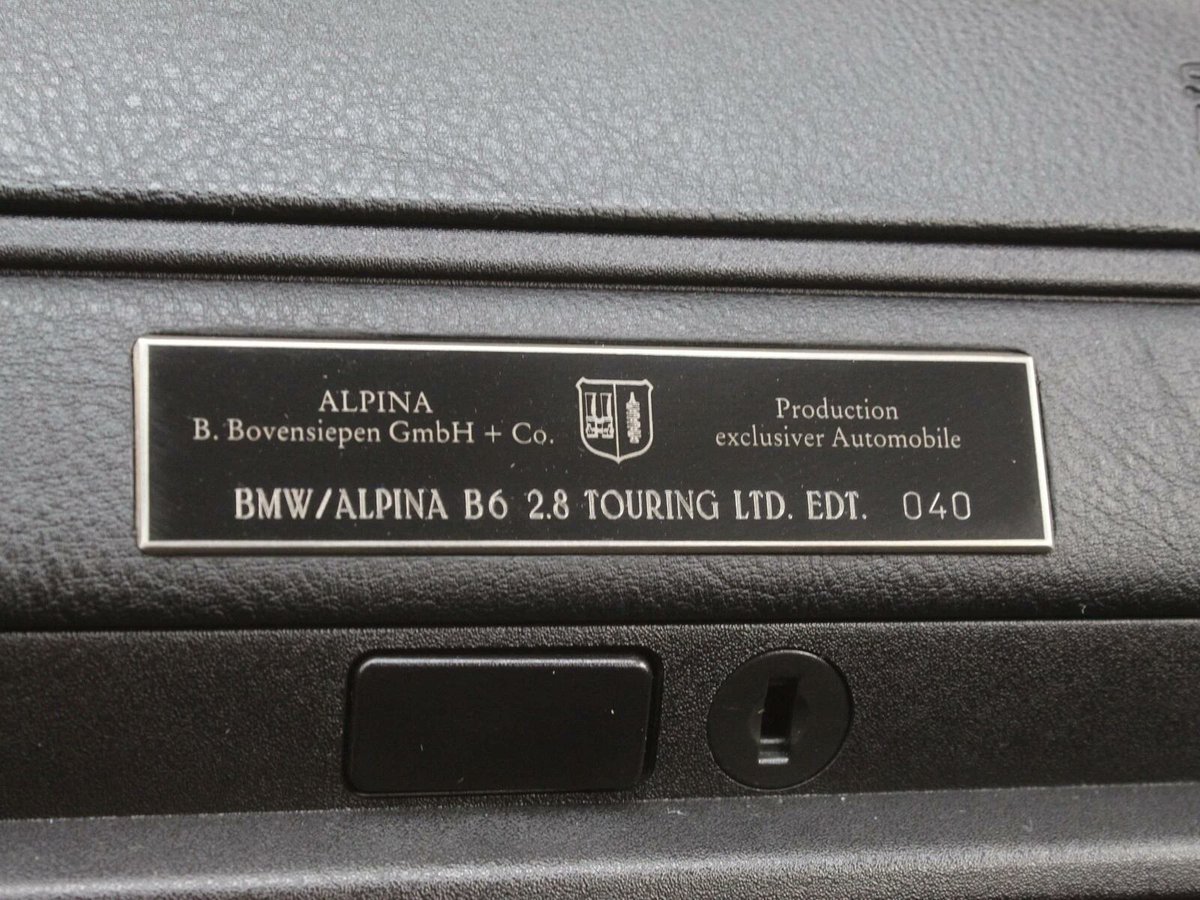 ALPINA
B. Bovensiepen GmbH + Co.
Production
exclusiver Automobile
BMW/ALPINA B6 2.8 TOURING LTD. EDT. 040